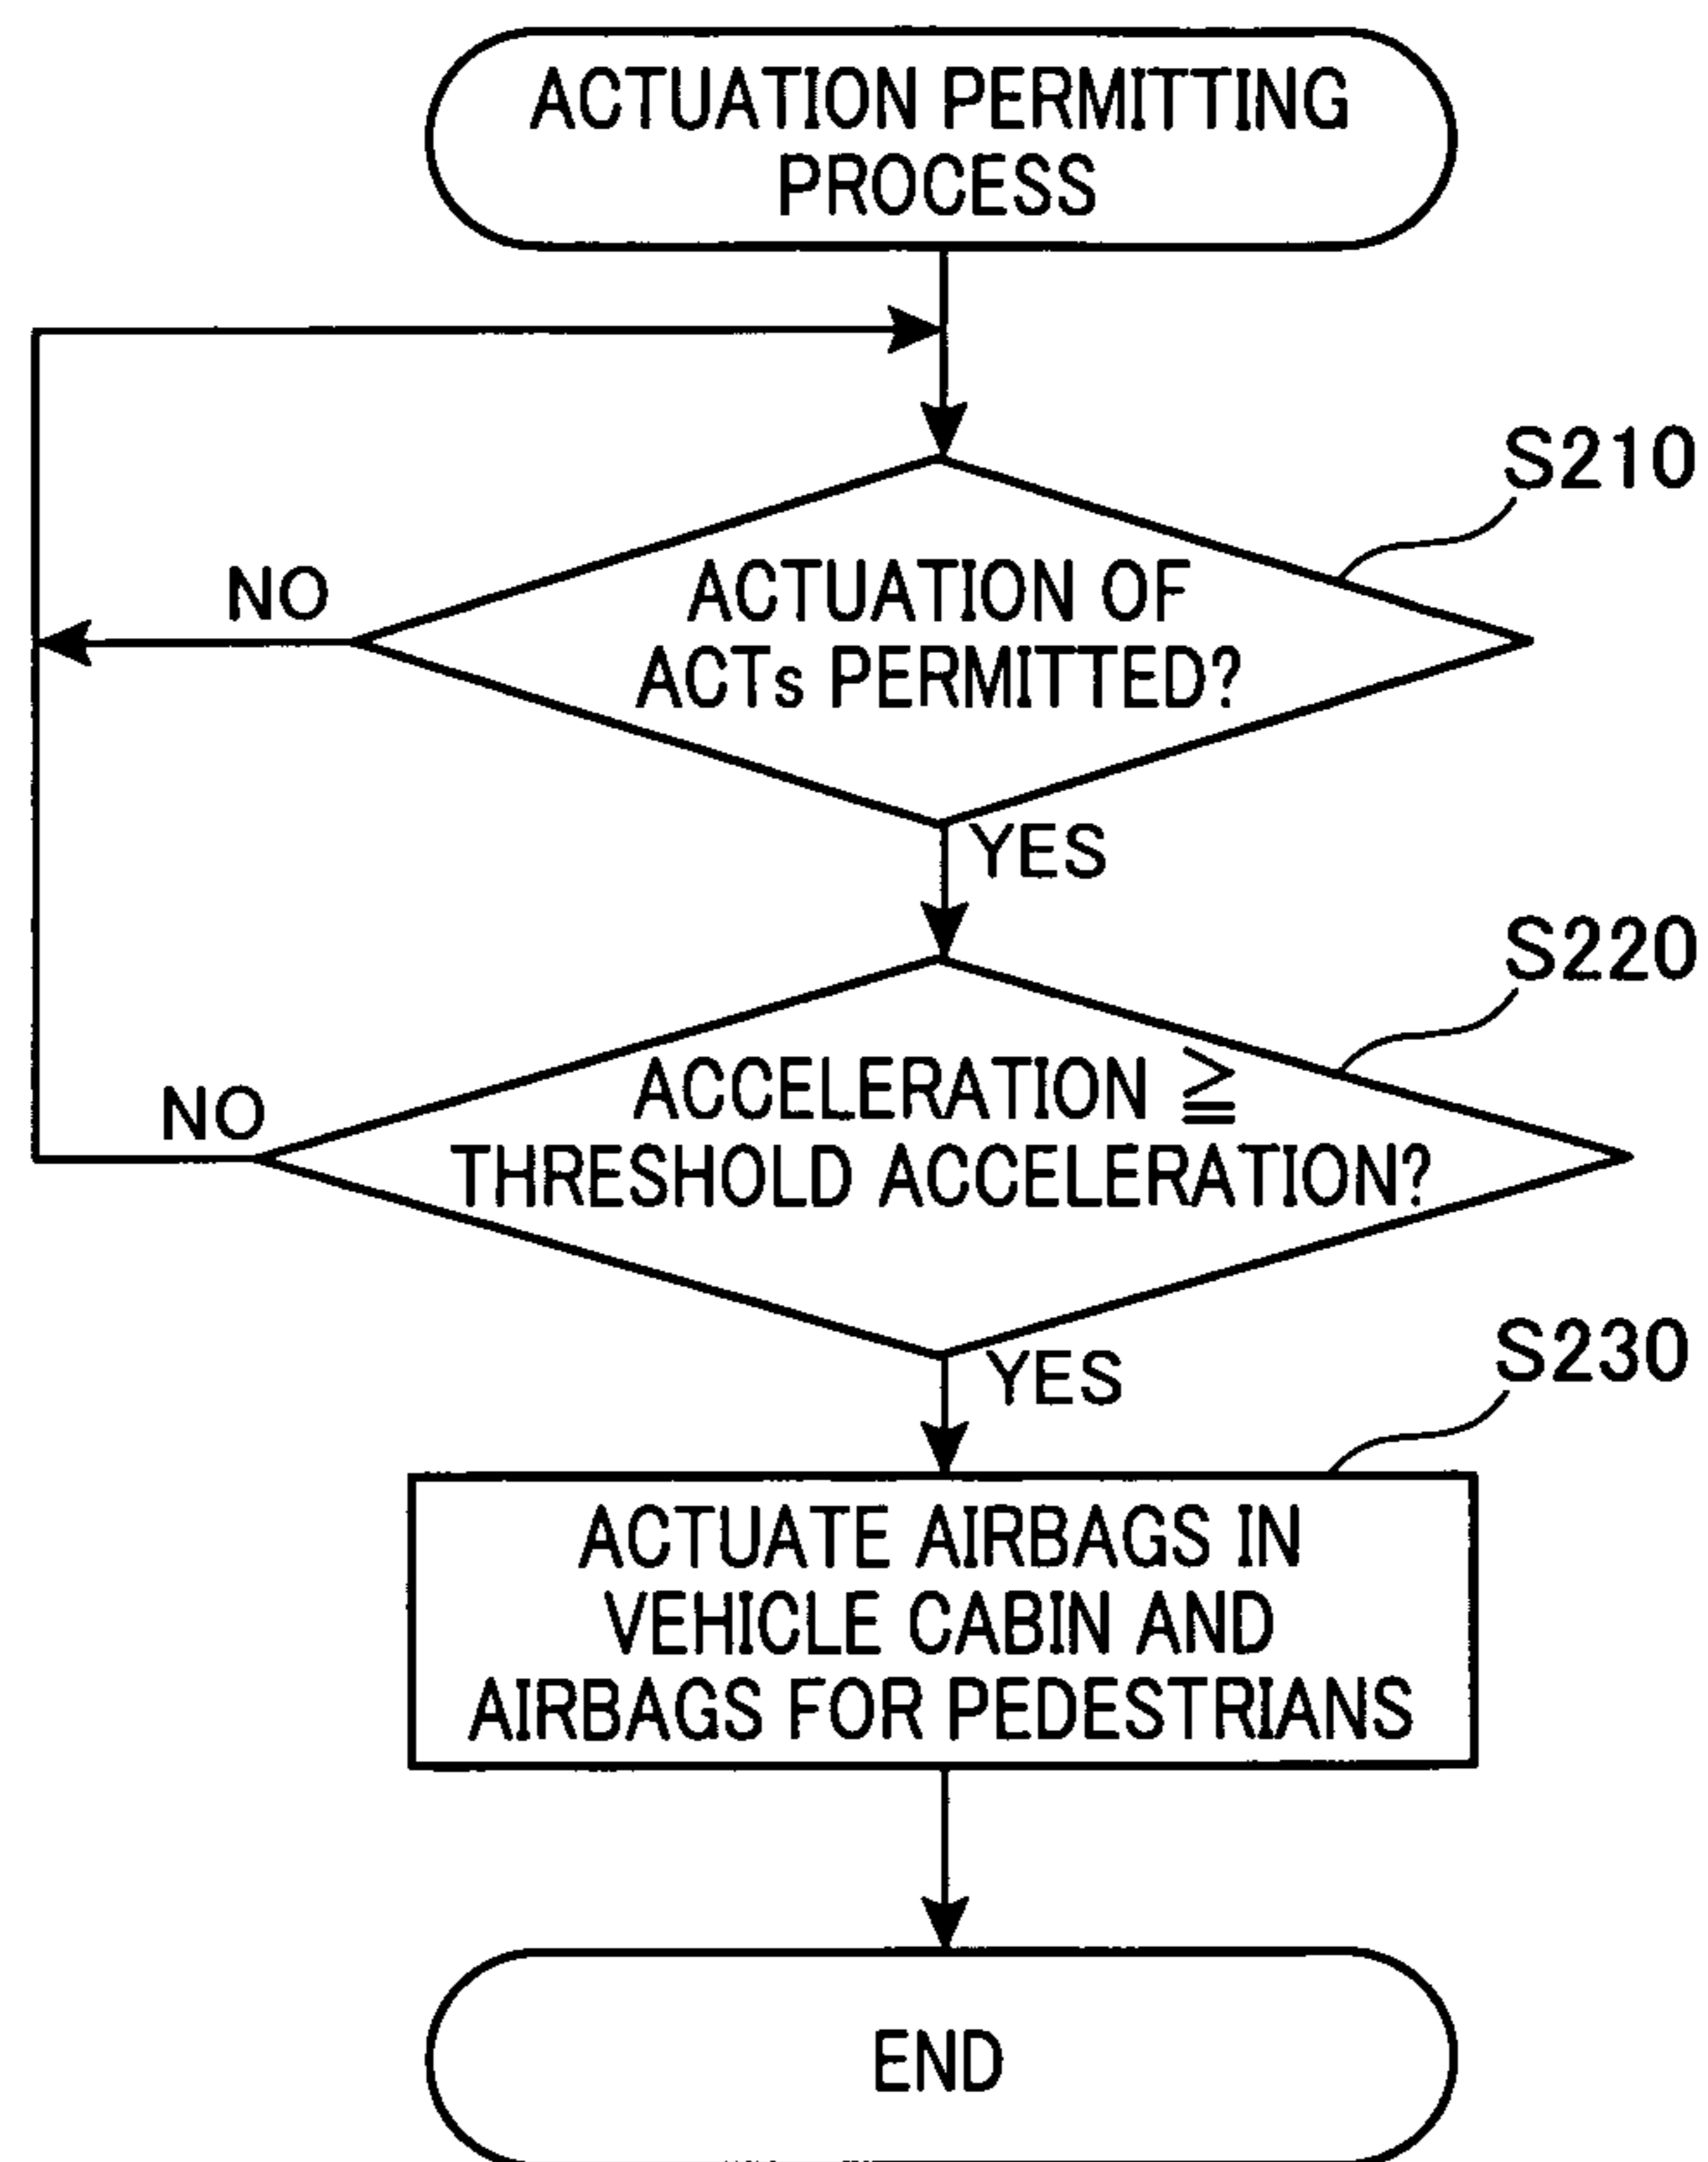 ACTUATION PERMITTING
PROCESS
S210
NO
ACTUATION OF
ACTs PERMITTED?
YES
S220
NO
ACCELERATION ≧
THRESHOLD ACCELERATION?
YES
S230
ACTUATE AIRBAGS IN
VEHICLE CABIN AND
AIRBAGS FOR PEDESTRIANS
END